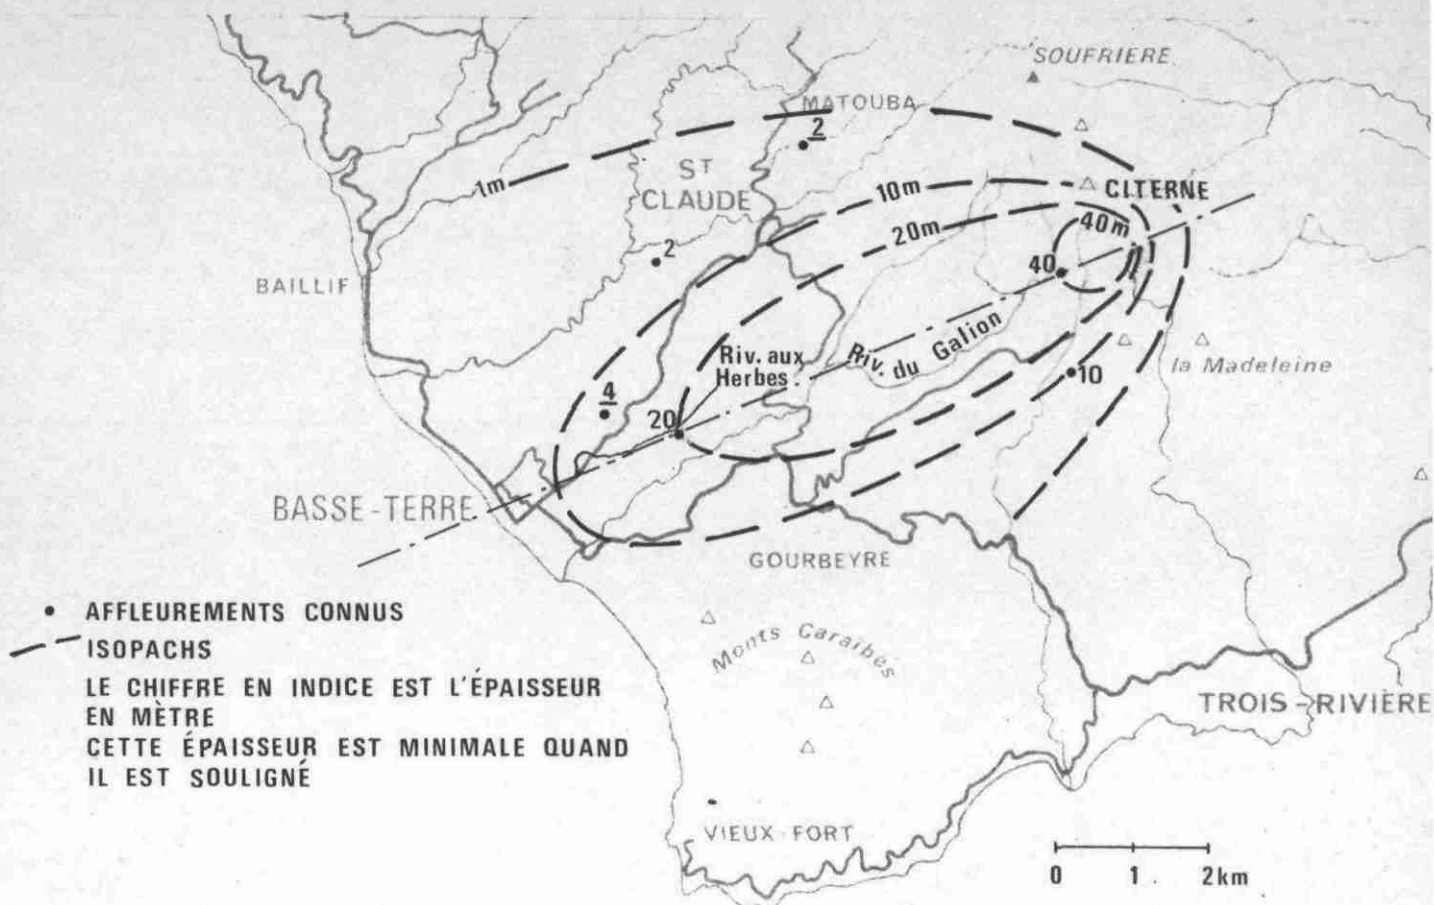 SOUFRIERE
MATOUBA
2
1m
ST
CLAUDE
10m
CITERNE
20m
40m
2
40
BAILLIF
Riv. aux
Herbes.
Riv. du Galion
10
la Madeleine
4
20
BASSE-TERRE
GOURBEYRE
• AFFLEUREMENTS CONNUS
ISOPACHS
LE CHIFFRE EN INDICE EST L'ÉPAISSEUR
EN MÈTRE
CETTE ÉPAISSEUR EST MINIMALE QUAND
IL EST SOULIGNÉ
Monts Caraïbes
TROIS-RIVIÈRE
VIEUX-FORT
0 1 2km